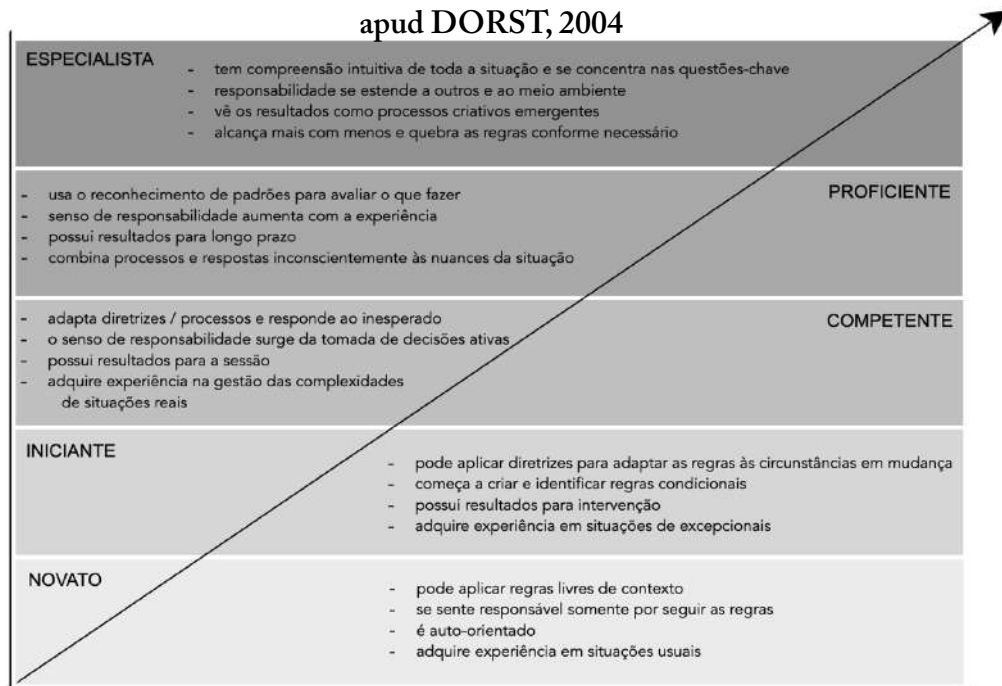 apud DORST, 2004
ESPECIALISTA
- tem compreensão intuitiva de toda a situação e se concentra nas questões-chave
- responsabilidade se estende a outros e ao meio ambiente
- vê os resultados como processos criativos emergentes
- alcança mais com menos e quebra as regras conforme necessário
PROFICIENTE
- usa o reconhecimento de padrões para avaliar o que fazer
- senso de responsabilidade aumenta com a experiência
- possui resultados para longo prazo
- combina processos e respostas inconscientemente às nuances da situação
COMPETENTE
- adapta diretrizes / processos e responde ao inesperado
- o senso de responsabilidade surge da tomada de decisões ativas
- possui resultados para a sessão
- adquire experiência na gestão das complexidades
de situações reais
INICIANTE
- pode aplicar diretrizes para adaptar as regras às circunstâncias em mudança
- começa a criar e identificar regras condicionais
- possui resultados para intervenção
- adquire experiência em situações de excepcionais
NOVATO
- pode aplicar regras livres de contexto
- se sente responsável somente por seguir as regras
- é auto-orientado
- adquire experiência em situações usuais